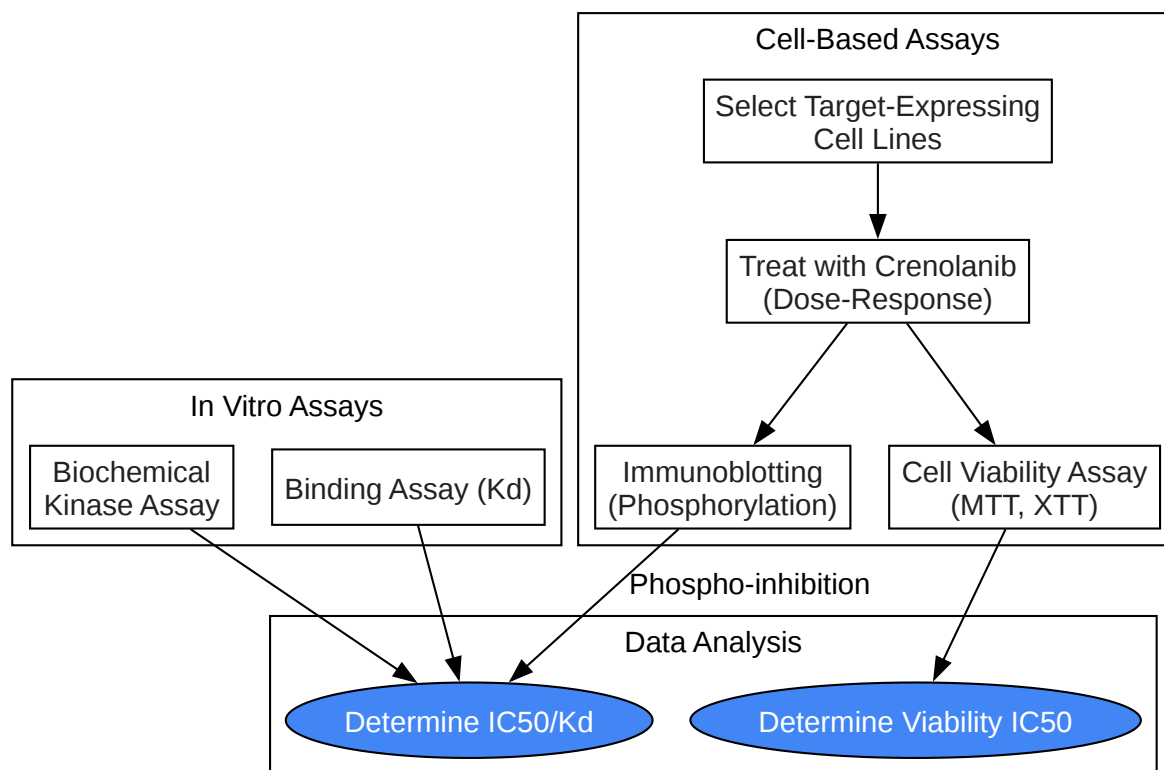 Cell-Based Assays
Select Target-Expressing
Cell Lines
Treat with Crenolanib
(Dose-Response)
In Vitro Assays
Biochemical
Kinase Assay
Binding Assay (Kd)
Immunoblotting
(Phosphorylation)
Cell Viability Assay
(MTT, XTT)
Phospho-inhibition
Data Analysis
Determine IC50/Kd
Determine Viability IC50